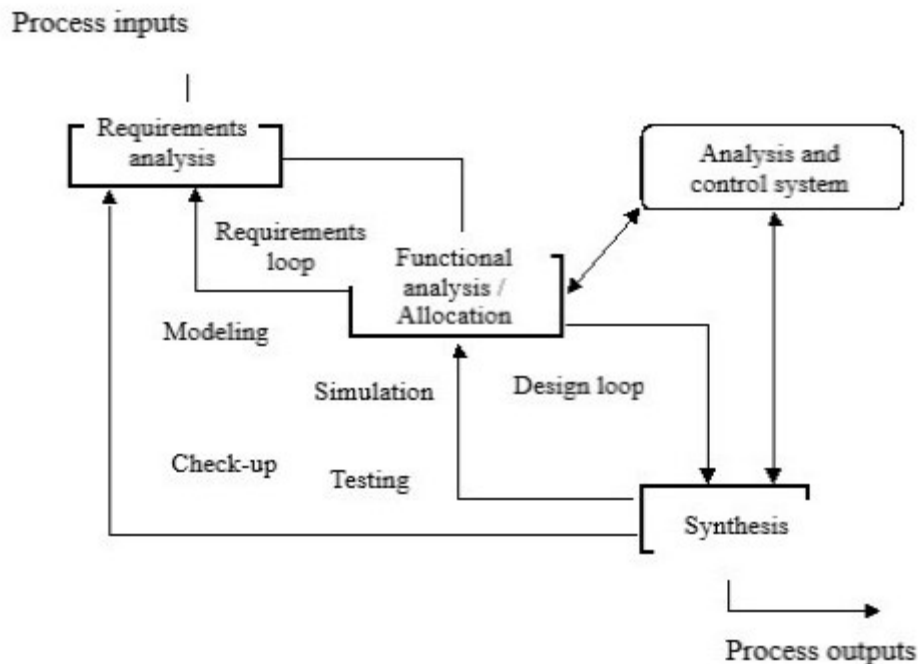 Process inputs
Requirements
analysis
Analysis and
control system
Requirements
loop
Functional
analysis /
Allocation
Modeling
Simulation
Design loop
Check-up
Testing
Synthesis
Process outputs